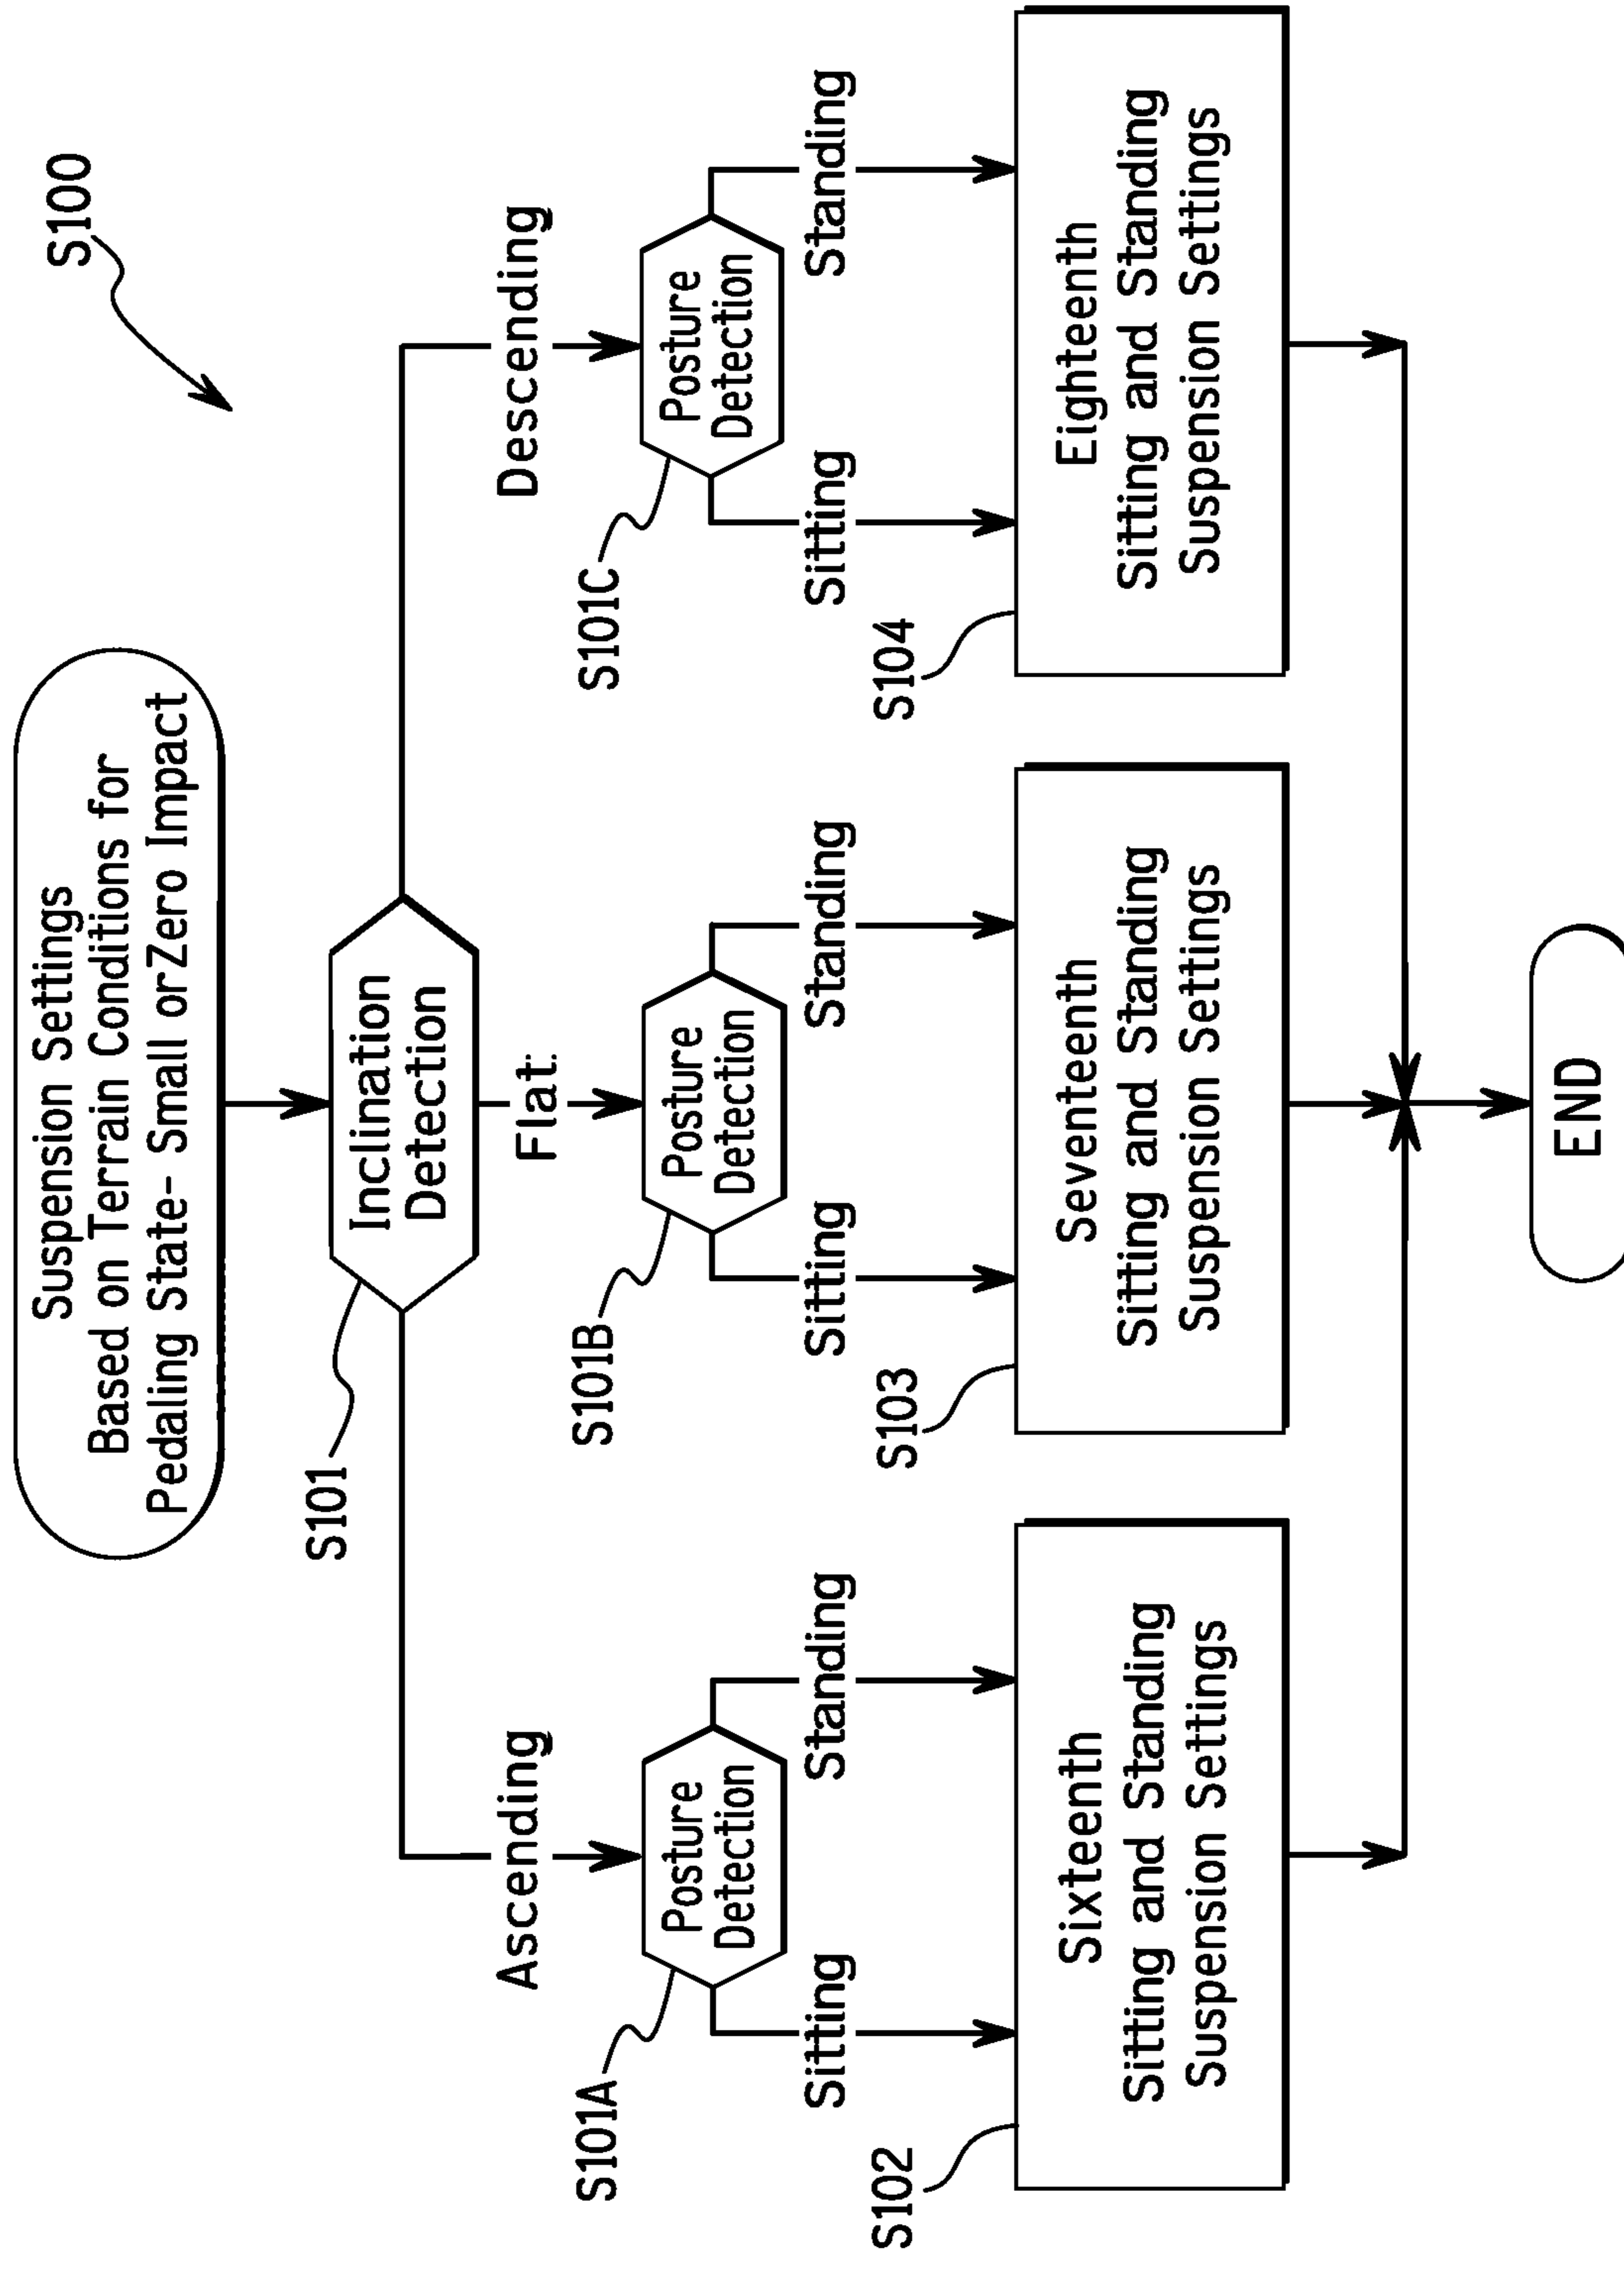 S100
Suspension Settings
Based on Terrain Conditions for
Pedaling State- Small or Zero Impact
S101
Inclination
Detection
Ascending
Flat
Descending
S101A
Posture
Detection
S101B
Posture
Detection
S101C
Posture
Detection
Sitting
Standing
Sitting
Standing
Sitting
Standing
S102
Sixteenth
Sitting and Standing
Suspension Settings
S103
Seventeenth
Sitting and Standing
Suspension Settings
S104
Eighteenth
Sitting and Standing
Suspension Settings
END